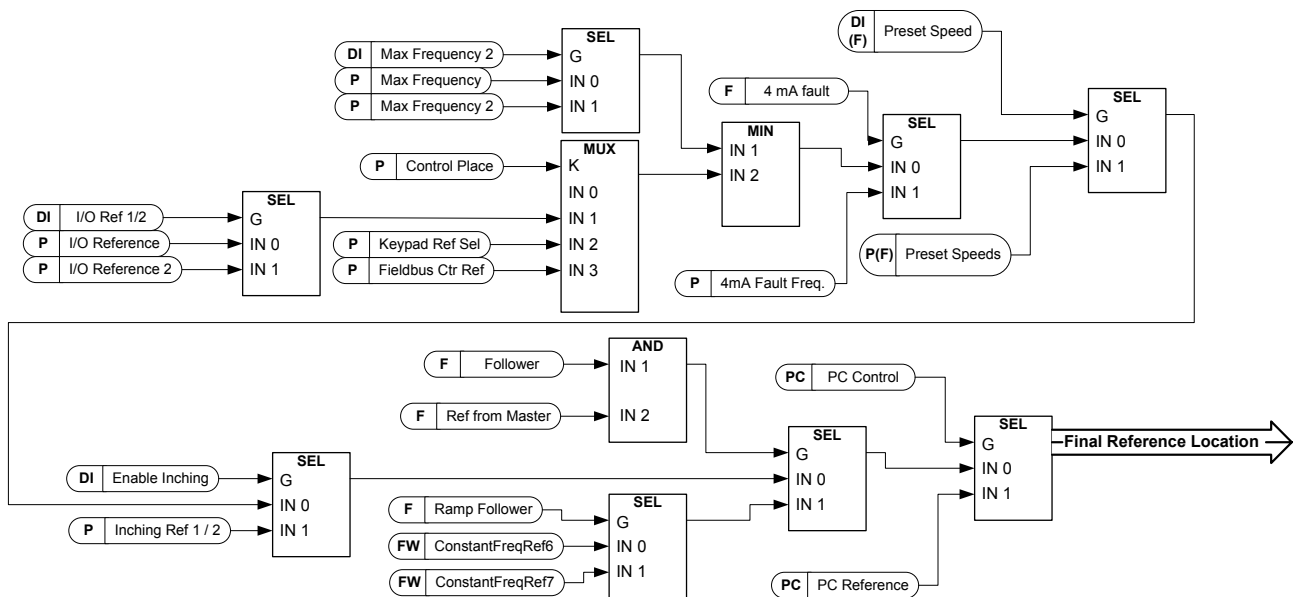 SEL
DI Max Frequency 2
G
P Max Frequency
IN 0
P Max Frequency 2
IN 1
DI (F) Preset Speed
SEL
G
IN 0
IN 1
F 4 mA fault
SEL
G
IN 0
IN 1
MIN
IN 1
IN 2
MUX
P Control Place
K
IN 0
IN 1
P Keypad Ref Sel
IN 2
P Fieldbus Ctr Ref
IN 3
SEL
DI I/O Ref 1/2
G
P I/O Reference
IN 0
P I/O Reference 2
IN 1
P(F) Preset Speeds
P 4mA Fault Freq.
AND
F Follower
IN 1
F Ref from Master
IN 2
PC PC Control
SEL
G
IN 0
IN 1
Final Reference Location
SEL
G
IN 0
IN 1
SEL
DI Enable Inching
G
IN 0
P Inching Ref 1 / 2
IN 1
SEL
F Ramp Follower
G
FW ConstantFreqRef6
IN 0
FW ConstantFreqRef7
IN 1
PC PC Reference